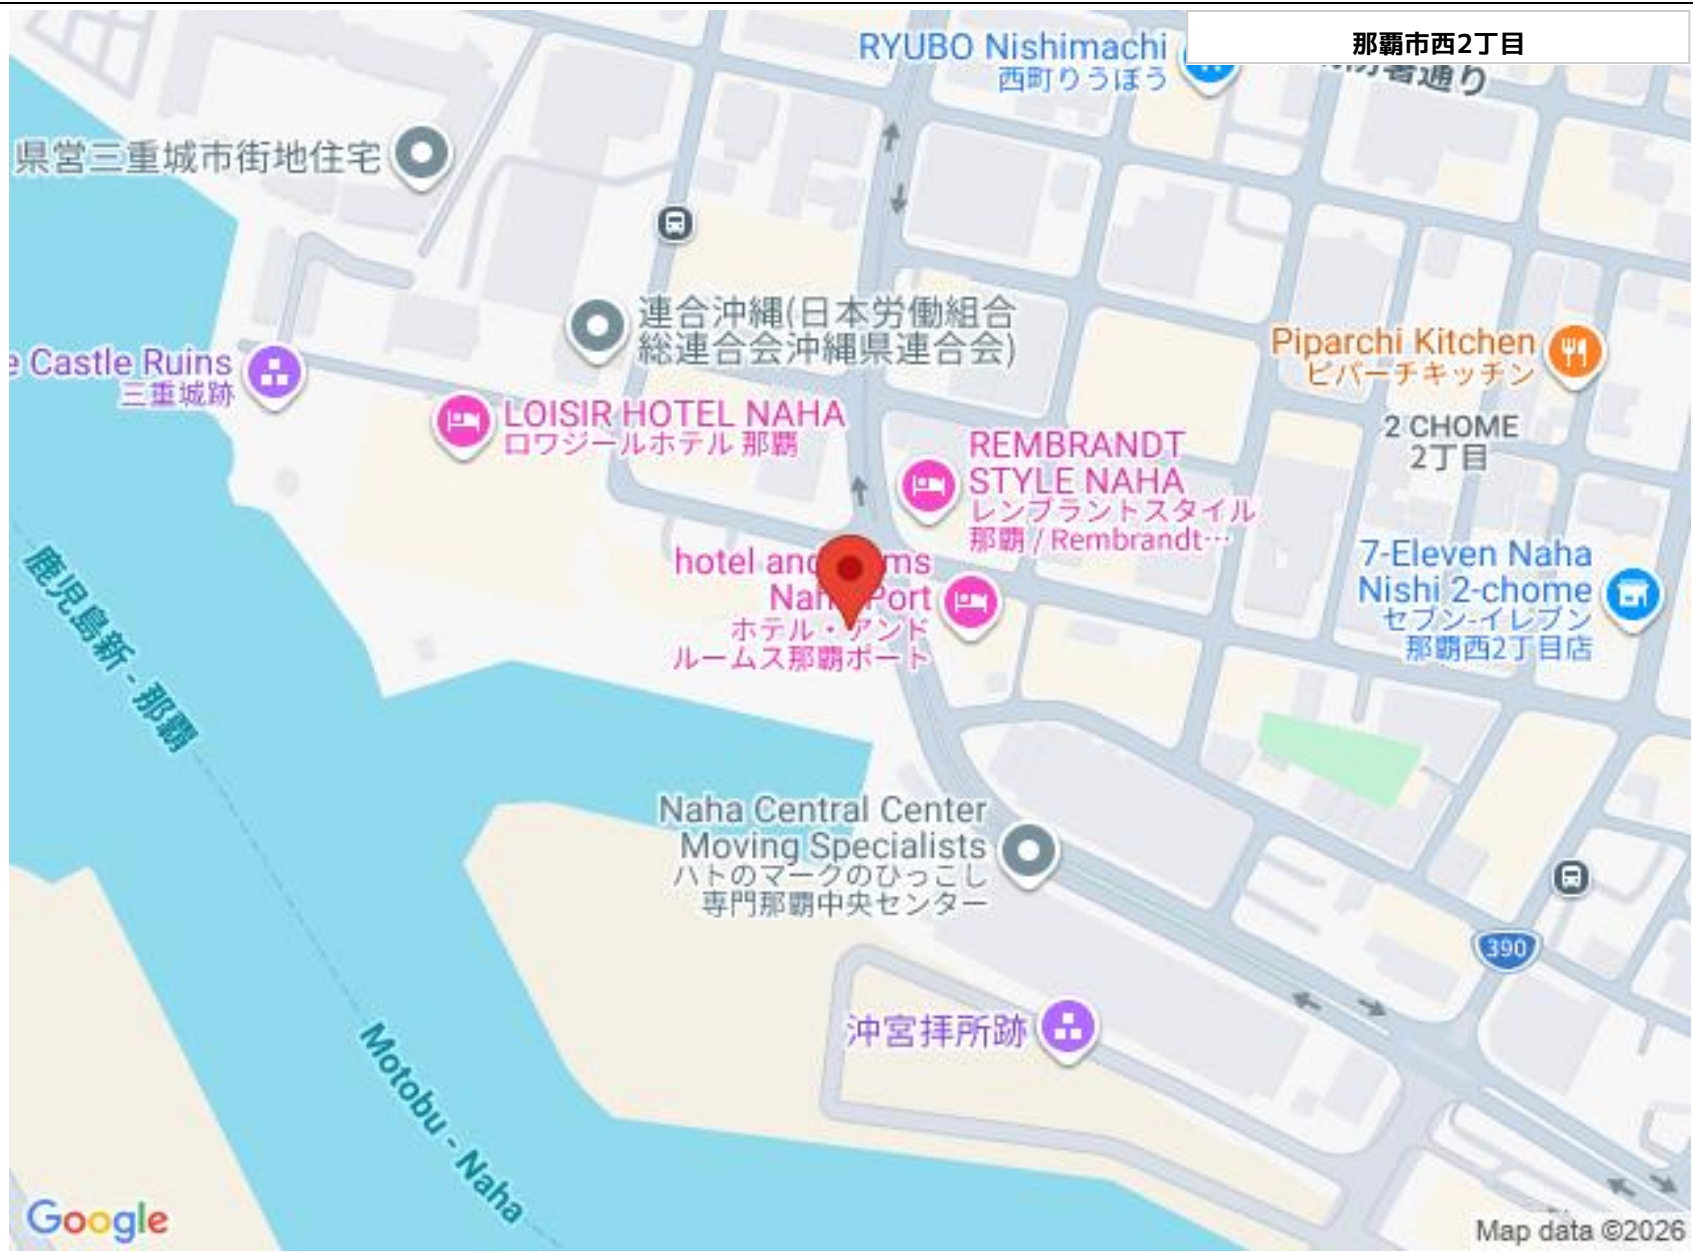 那覇市西2丁目
RYUBO Nishimachi
西町りうぼう
県営三重城市街地住宅
連合沖縄(日本労働組合
総連合会沖縄県連合会)
Castle Ruins
三重城跡
LOISIR HOTEL NAHA
ロワジールホテル 那覇
REMBRANDT
STYLE NAHA
レンブラントスタイル
那覇 / Rembrandt…
Piparchi Kitchen
ピパーチキッチン
2 CHOME
2丁目
hotel and
Port
ホテル・アンド
ルームス那覇ポート
7-Eleven Naha
Nishi 2-chome
セブン-イレブン
那覇西2丁目店
鹿児島新 - 那覇
Naha Central Center
Moving Specialists
ハトのマークのひっこし
専門那覇中央センター
390
沖宮拝所跡
Motobu - Naha
Google
Map data ©2026